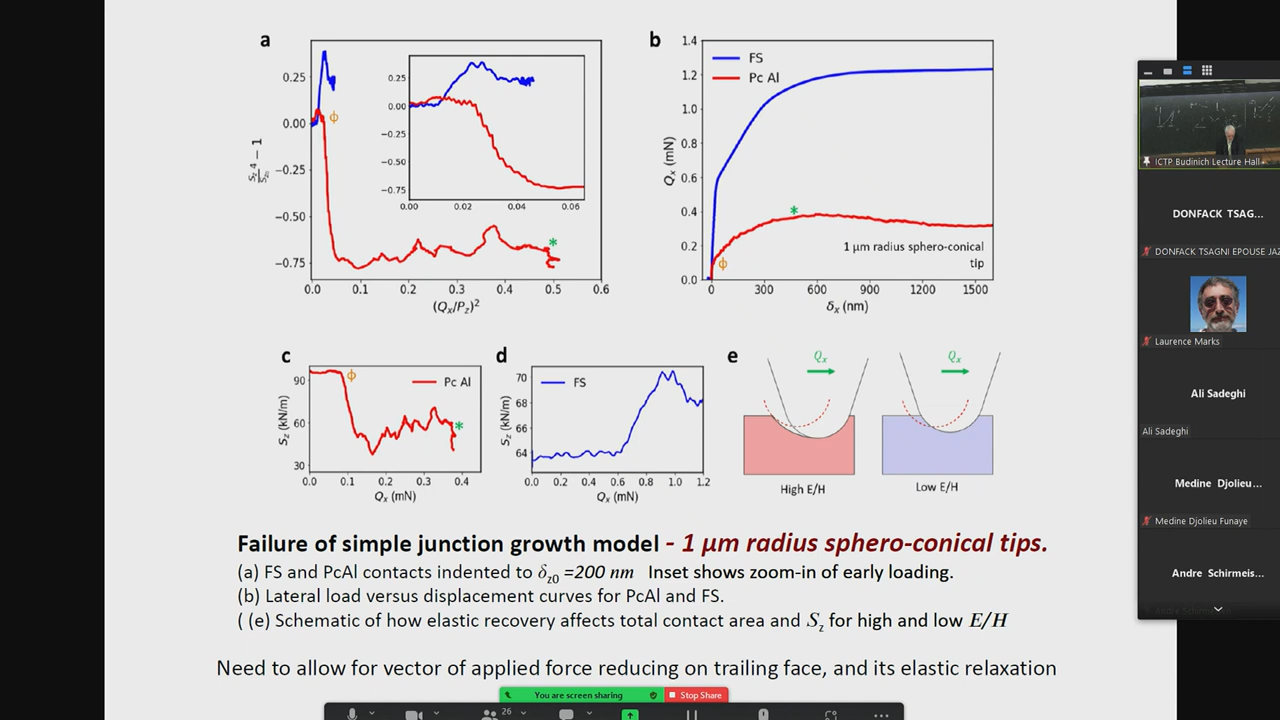 a
0.25
0.00
−0.25
−0.50
−0.75
0.0 0.1 0.2 0.3 0.4 0.5 0.6
(Qx/Pz)²
ϕ
*
0.25
0.00
−0.25
−0.50
−0.75
0.00 0.02 0.04 0.06
b
1.4
1.2
1.0
0.8
0.6
0.4
0.2
0.0
Qx (mN)
FS
Pc Al
*
ϕ
1 μm radius sphero-conical
tip
0 300 600 900 1200 1500
δx (nm)
c
90
60
30
Sz (kN/m)
ϕ
Pc Al
*
0.0 0.1 0.2 0.3 0.4
Qx (mN)
d
70
68
66
64
Sz (kN/m)
FS
0.0 0.2 0.4 0.6 0.8 1.0 1.2
Qx (mN)
e
Qx
Qx
High E/H
Low E/H
Failure of simple junction growth model - 1 μm radius sphero-conical tips.
(a) FS and PcAl contacts indented to δz0 =200 nm Inset shows zoom-in of early loading.
(b) Lateral load versus displacement curves for PcAl and FS.
( (e) Schematic of how elastic recovery affects total contact area and Sz for high and low E/H
Need to allow for vector of applied force reducing on trailing face, and its elastic relaxation
You are screen sharing
Stop Share
26
ICTP Budinich Lecture Hall
DONFACK TSAG...
DONFACK TSAGNI EPOUSE JAZ
Laurence Marks
Ali Sadeghi
Ali Sadeghi
Medine Djolieu...
Medine Djolieu Funaye
Andre Schirmeis...